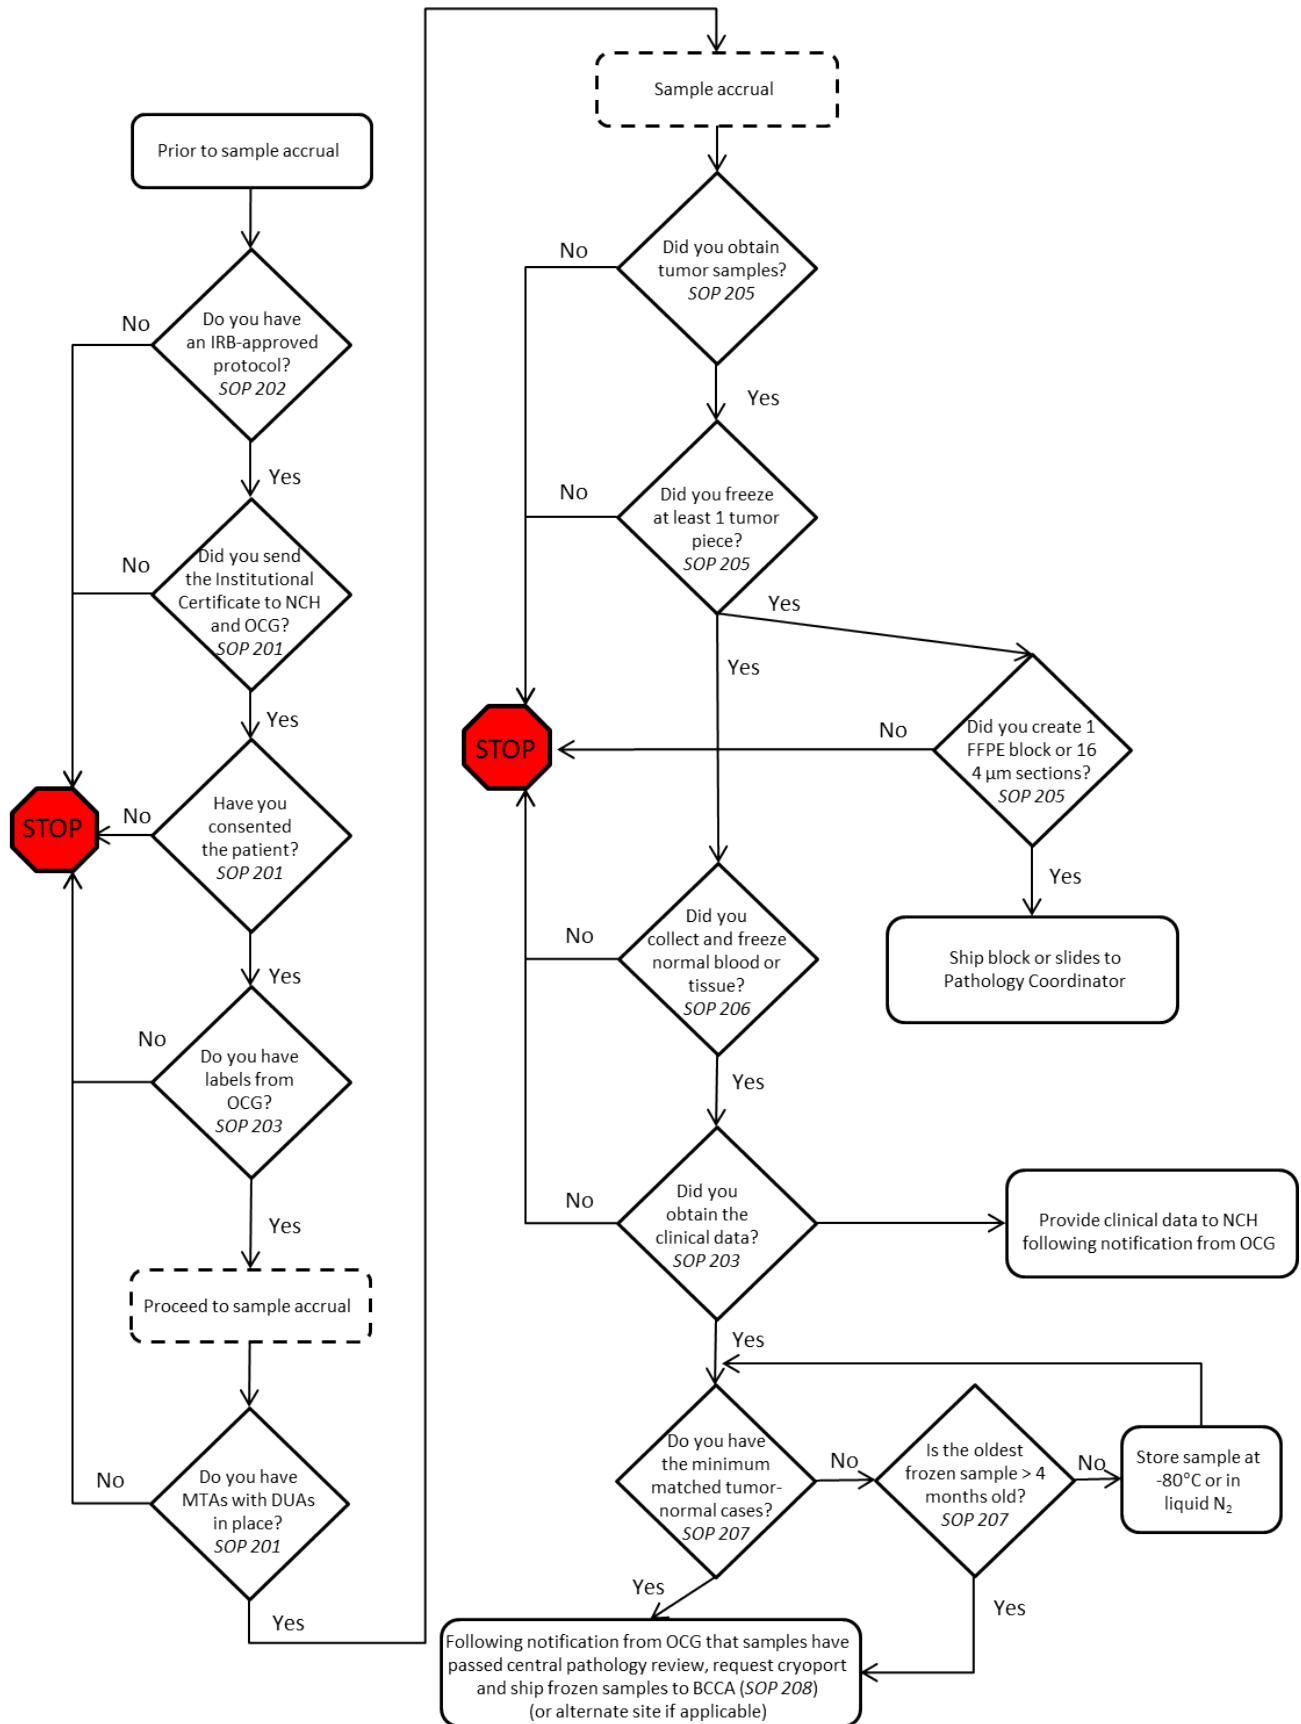 Prior to sample accrual
No
Do you have
an IRB-approved
protocol?
SOP 202
Yes
No
Did you send
the Institutional
Certificate to NCH
and OCG?
SOP 201
Yes
STOP
No
Have you
consented
the patient?
SOP 201
Yes
No
Do you have
labels from
OCG?
SOP 203
Yes
Proceed to sample accrual
No
Do you have
MTAs with DUAs
in place?
SOP 201
Yes
Sample accrual
No
Did you obtain
tumor samples?
SOP 205
Yes
No
Did you freeze
at least 1 tumor
piece?
SOP 205
Yes
Yes
STOP
No
Did you create 1
FFPE block or 16
4 µm sections?
SOP 205
Yes
Ship block or slides to
Pathology Coordinator
No
Did you
collect and freeze
normal blood or
tissue?
SOP 206
Yes
No
Did you
obtain the
clinical data?
SOP 203
Provide clinical data to NCH
following notification from OCG
Yes
Do you have
the minimum
matched tumor-
normal cases?
SOP 207
No
Is the oldest
frozen sample > 4
months old?
SOP 207
No
Store sample at
-80°C or in
liquid N₂
Yes
Yes
Following notification from OCG that samples have
passed central pathology review, request cryoport
and ship frozen samples to BCCA (SOP 208)
(or alternate site if applicable)